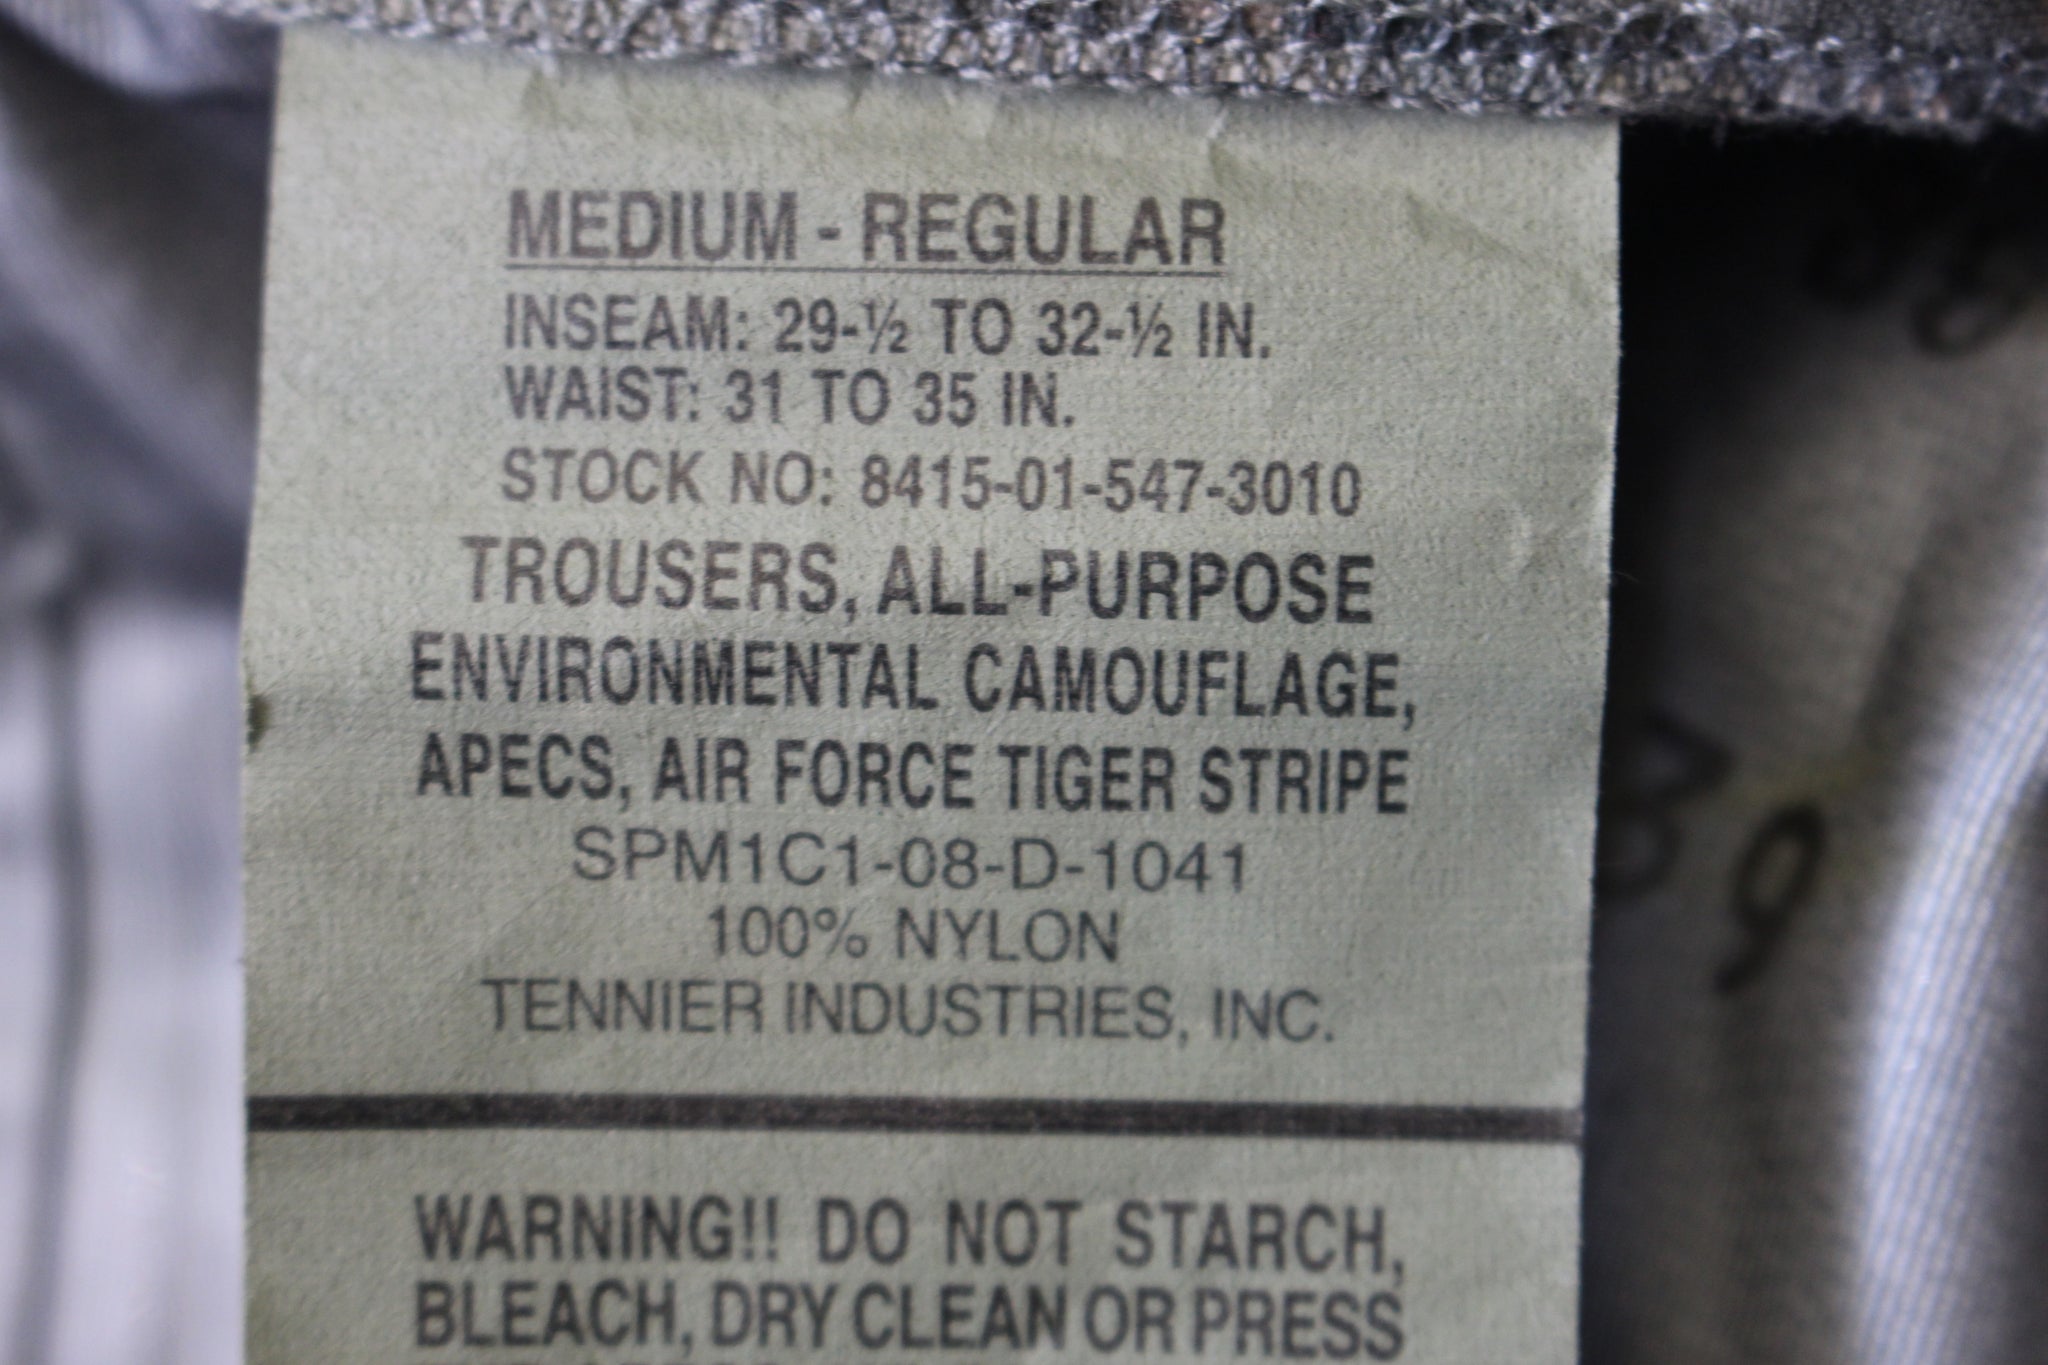 MEDIUM - REGULAR
INSEAM: 29-½ TO 32-½ IN.
WAIST: 31 TO 35 IN.
STOCK NO: 8415-01-547-3010
TROUSERS, ALL-PURPOSE
ENVIRONMENTAL CAMOUFLAGE,
APECS, AIR FORCE TIGER STRIPE
SPM1C1-08-D-1041
100% NYLON
TENNIER INDUSTRIES, INC.
WARNING!! DO NOT STARCH,
BLEACH, DRY CLEAN OR PRESS